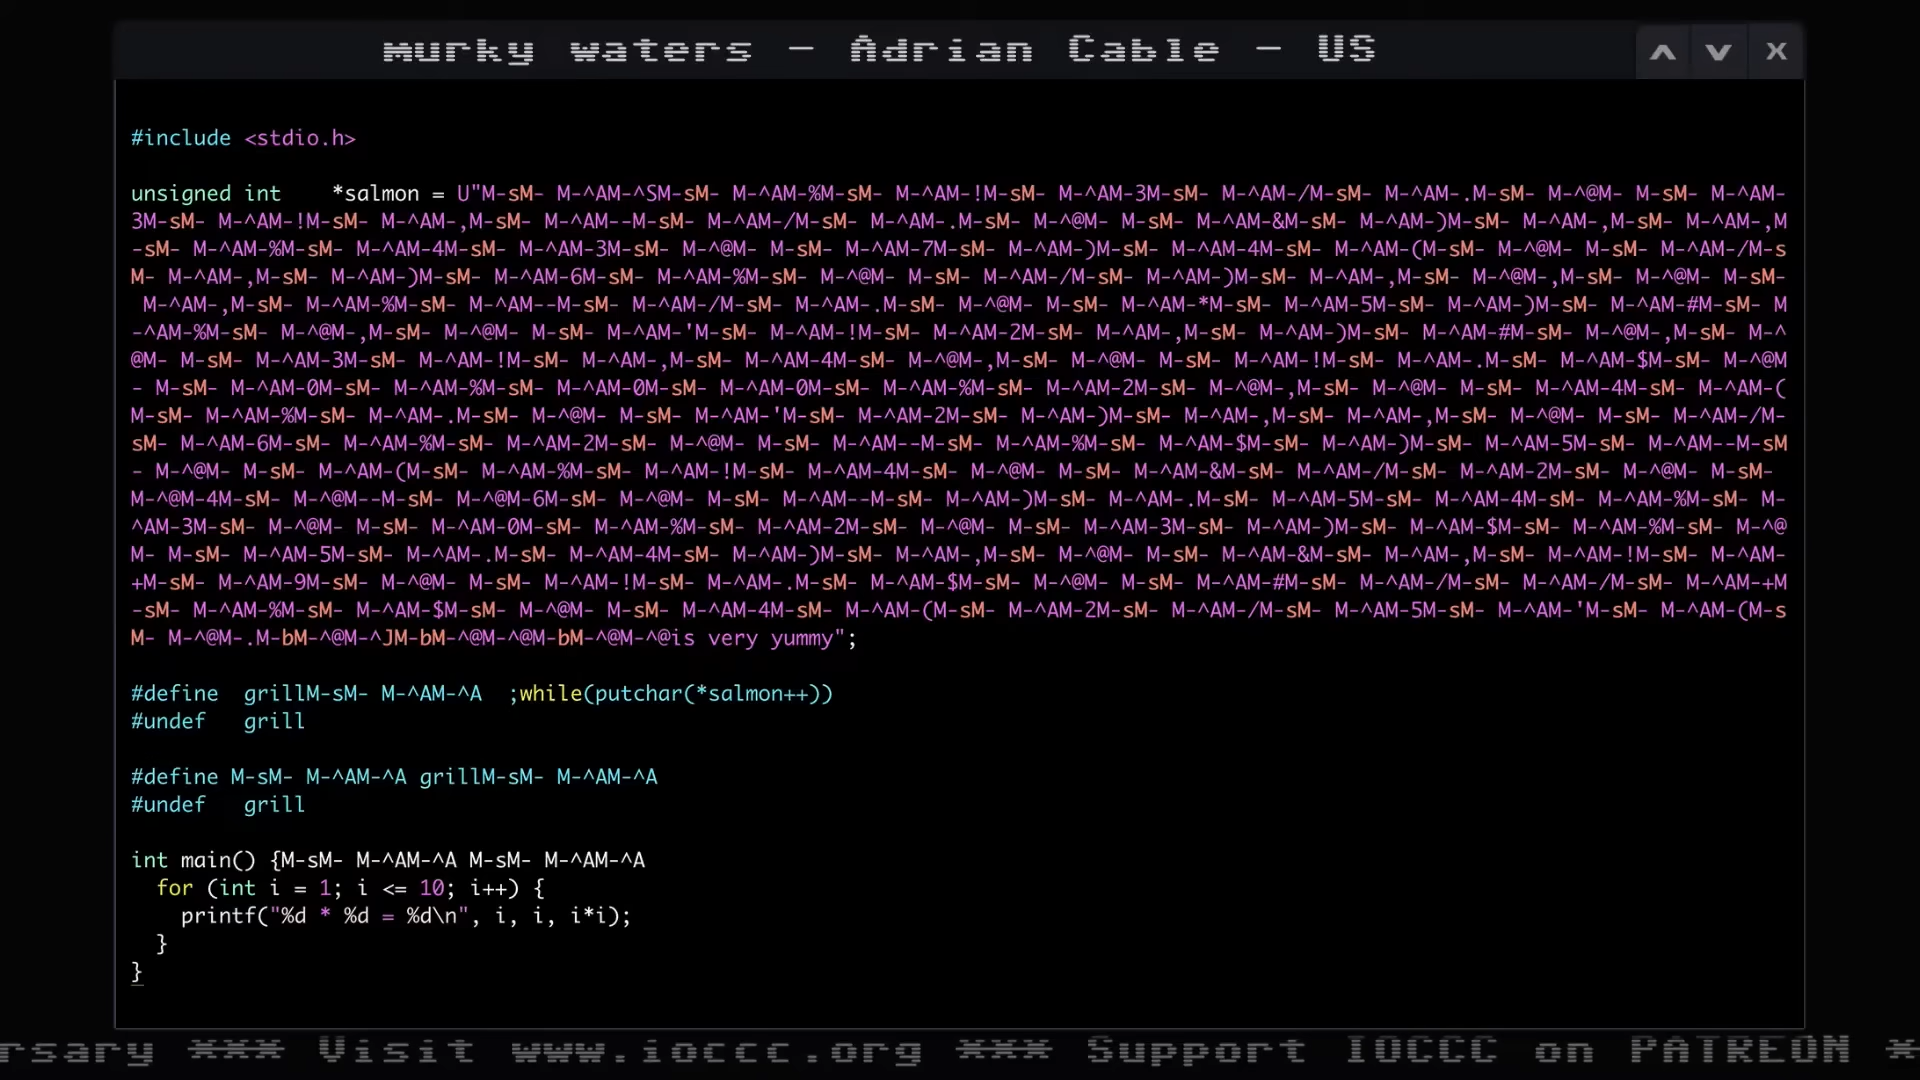 murky waters - Adrian Cable - US
#include <stdio.h>
unsigned int    *salmon = U"M-sM- M-^AM-^SM-sM- M-^AM-%M-sM- M-^AM-!M-sM- M-^AM-3M-sM- M-^AM-/M-sM- M-^AM-.M-sM- M-^@M- M-sM- M-^AM-
3M-sM- M-^AM-!M-sM- M-^AM-,M-sM- M-^AM--M-sM- M-^AM-/M-sM- M-^AM-.M-sM- M-^@M- M-sM- M-^AM-&M-sM- M-^AM-)M-sM- M-^AM-,M-sM- M-^AM-,M
-sM- M-^AM-%M-sM- M-^AM-4M-sM- M-^AM-3M-sM- M-^@M- M-sM- M-^AM-7M-sM- M-^AM-)M-sM- M-^AM-4M-sM- M-^AM-(M-sM- M-^@M- M-sM- M-^AM-/M-s
M- M-^AM-,M-sM- M-^AM-)M-sM- M-^AM-6M-sM- M-^AM-%M-sM- M-^@M- M-sM- M-^AM-/M-sM- M-^AM-)M-sM- M-^AM-,M-sM- M-^@M-,M-sM- M-^@M- M-sM-
 M-^AM-,M-sM- M-^AM-%M-sM- M-^AM--M-sM- M-^AM-/M-sM- M-^AM-.M-sM- M-^@M- M-sM- M-^AM-*M-sM- M-^AM-5M-sM- M-^AM-)M-sM- M-^AM-#M-sM- M
-^AM-%M-sM- M-^@M-,M-sM- M-^@M- M-sM- M-^AM-'M-sM- M-^AM-!M-sM- M-^AM-2M-sM- M-^AM-,M-sM- M-^AM-)M-sM- M-^AM-#M-sM- M-^@M-,M-sM- M-^
@M- M-sM- M-^AM-3M-sM- M-^AM-!M-sM- M-^AM-,M-sM- M-^AM-4M-sM- M-^@M-,M-sM- M-^@M- M-sM- M-^AM-!M-sM- M-^AM-.M-sM- M-^AM-$M-sM- M-^@M
- M-sM- M-^AM-0M-sM- M-^AM-%M-sM- M-^AM-0M-sM- M-^AM-0M-sM- M-^AM-%M-sM- M-^AM-2M-sM- M-^@M-,M-sM- M-^@M- M-sM- M-^AM-4M-sM- M-^AM-(
M-sM- M-^AM-%M-sM- M-^AM-.M-sM- M-^@M- M-sM- M-^AM-'M-sM- M-^AM-2M-sM- M-^AM-)M-sM- M-^AM-,M-sM- M-^AM-,M-sM- M-^@M- M-sM- M-^AM-/M-
sM- M-^AM-6M-sM- M-^AM-%M-sM- M-^AM-2M-sM- M-^@M- M-sM- M-^AM--M-sM- M-^AM-%M-sM- M-^AM-$M-sM- M-^AM-)M-sM- M-^AM-5M-sM- M-^AM--M-sM
- M-^@M- M-sM- M-^AM-(M-sM- M-^AM-%M-sM- M-^AM-!M-sM- M-^AM-4M-sM- M-^@M- M-sM- M-^AM-&M-sM- M-^AM-/M-sM- M-^AM-2M-sM- M-^@M- M-sM- 
M-^@M-4M-sM- M-^@M--M-sM- M-^@M-6M-sM- M-^@M- M-sM- M-^AM--M-sM- M-^AM-)M-sM- M-^AM-.M-sM- M-^AM-5M-sM- M-^AM-4M-sM- M-^AM-%M-sM- M-
^AM-3M-sM- M-^@M- M-sM- M-^AM-0M-sM- M-^AM-%M-sM- M-^AM-2M-sM- M-^@M- M-sM- M-^AM-3M-sM- M-^AM-)M-sM- M-^AM-$M-sM- M-^AM-%M-sM- M-^@
M- M-sM- M-^AM-5M-sM- M-^AM-.M-sM- M-^AM-4M-sM- M-^AM-)M-sM- M-^AM-,M-sM- M-^@M- M-sM- M-^AM-&M-sM- M-^AM-,M-sM- M-^AM-!M-sM- M-^AM-
+M-sM- M-^AM-9M-sM- M-^@M- M-sM- M-^AM-!M-sM- M-^AM-.M-sM- M-^AM-$M-sM- M-^@M- M-sM- M-^AM-#M-sM- M-^AM-/M-sM- M-^AM-/M-sM- M-^AM-+M
-sM- M-^AM-%M-sM- M-^AM-$M-sM- M-^@M- M-sM- M-^AM-4M-sM- M-^AM-(M-sM- M-^AM-2M-sM- M-^AM-/M-sM- M-^AM-5M-sM- M-^AM-'M-sM- M-^AM-(M-s
M- M-^@M-.M-bM-^@M-^JM-bM-^@M-^@M-bM-^@M-^@is very yummy";
#define  grillM-sM- M-^AM-^A  ;while(putchar(*salmon++))
#undef   grill
#define M-sM- M-^AM-^A grillM-sM- M-^AM-^A
#undef   grill
int main() {M-sM- M-^AM-^A M-sM- M-^AM-^A
  for (int i = 1; i <= 10; i++) {
    printf("%d * %d = %d\n", i, i, i*i);
  }
}
rsary *** Visit www.ioccc.org *** Support IOCCC on PATREON *